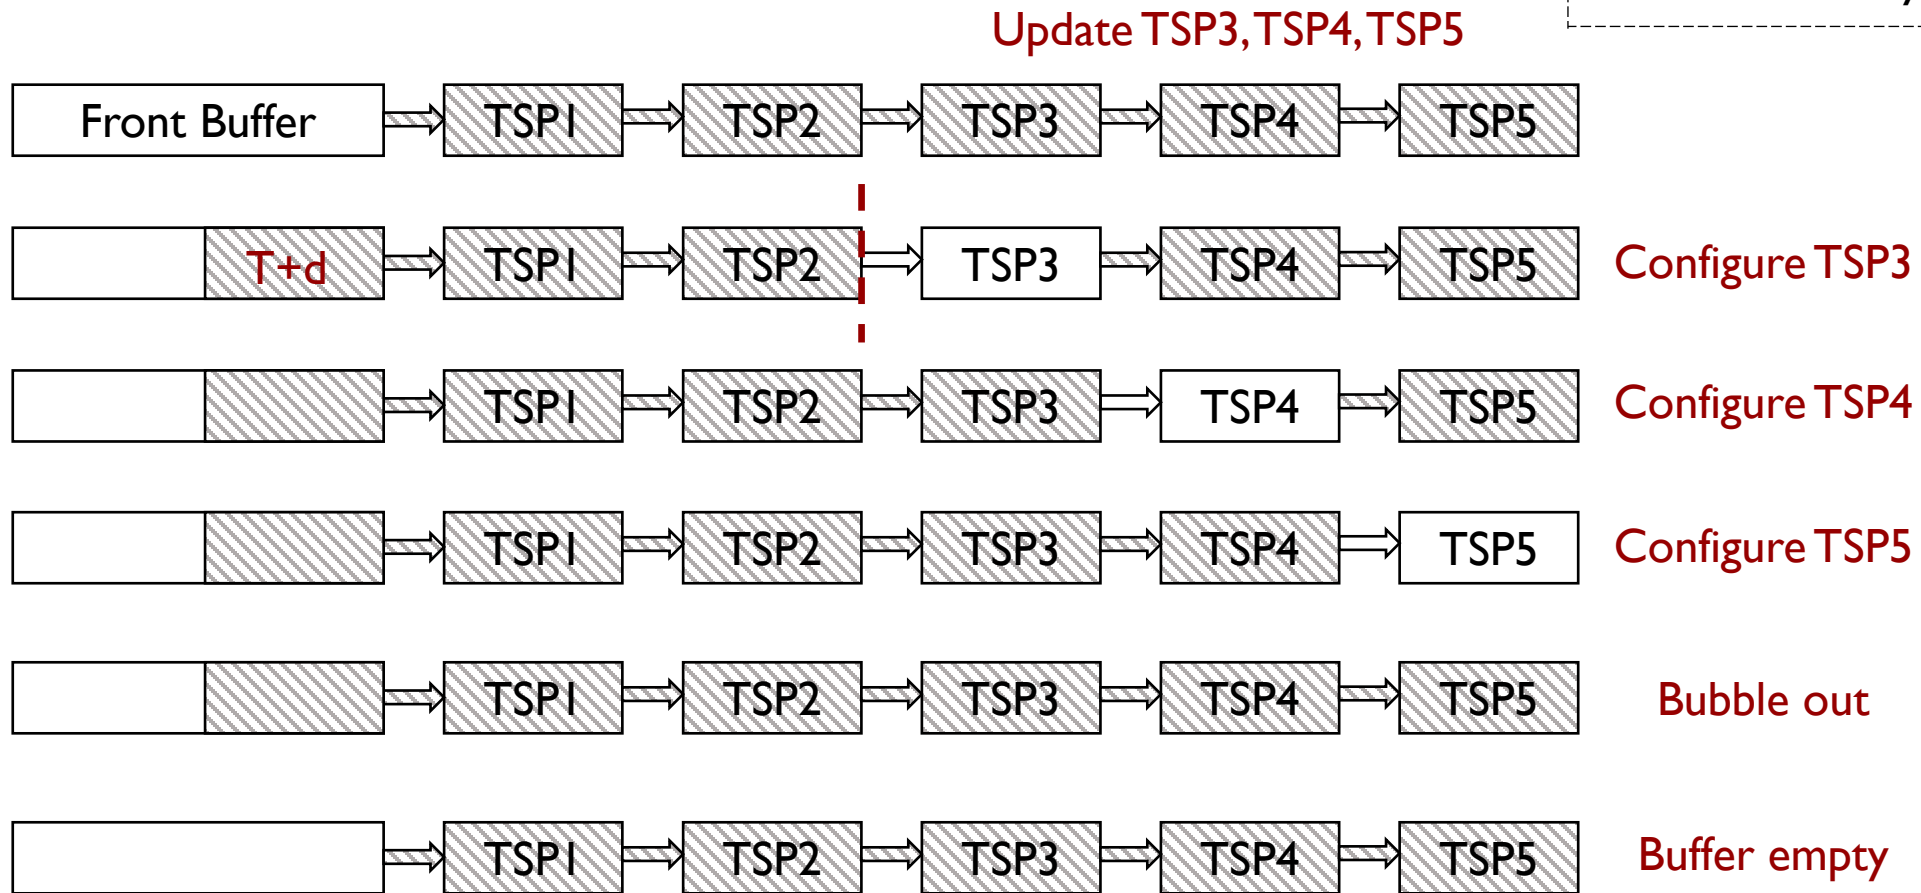 Update TSP3, TSP4, TSP5
Front Buffer TSP1 TSP2 TSP3 TSP4 TSP5
T+d TSP1 TSP2 TSP3 TSP4 TSP5 Configure TSP3
TSP1 TSP2 TSP3 TSP4 TSP5 Configure TSP4
TSP1 TSP2 TSP3 TSP4 TSP5 Configure TSP5
TSP1 TSP2 TSP3 TSP4 TSP5 Bubble out
TSP1 TSP2 TSP3 TSP4 TSP5 Buffer empty